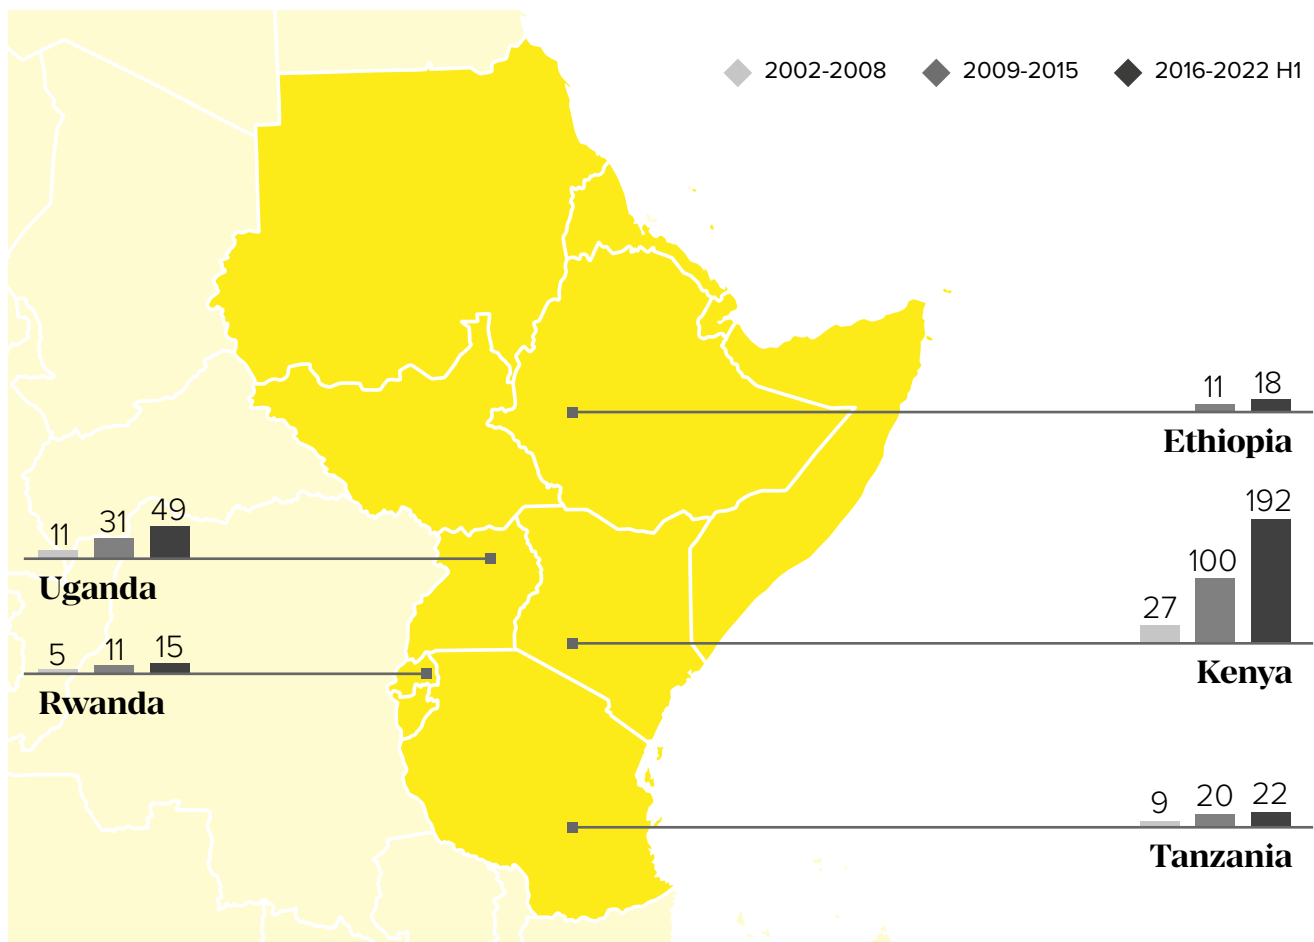 2002-2008 2009-2015 2016-2022 H1
11 18
Ethiopia
11 31 49
Uganda
27 100 192
Kenya
5 11 15
Rwanda
9 20 22
Tanzania